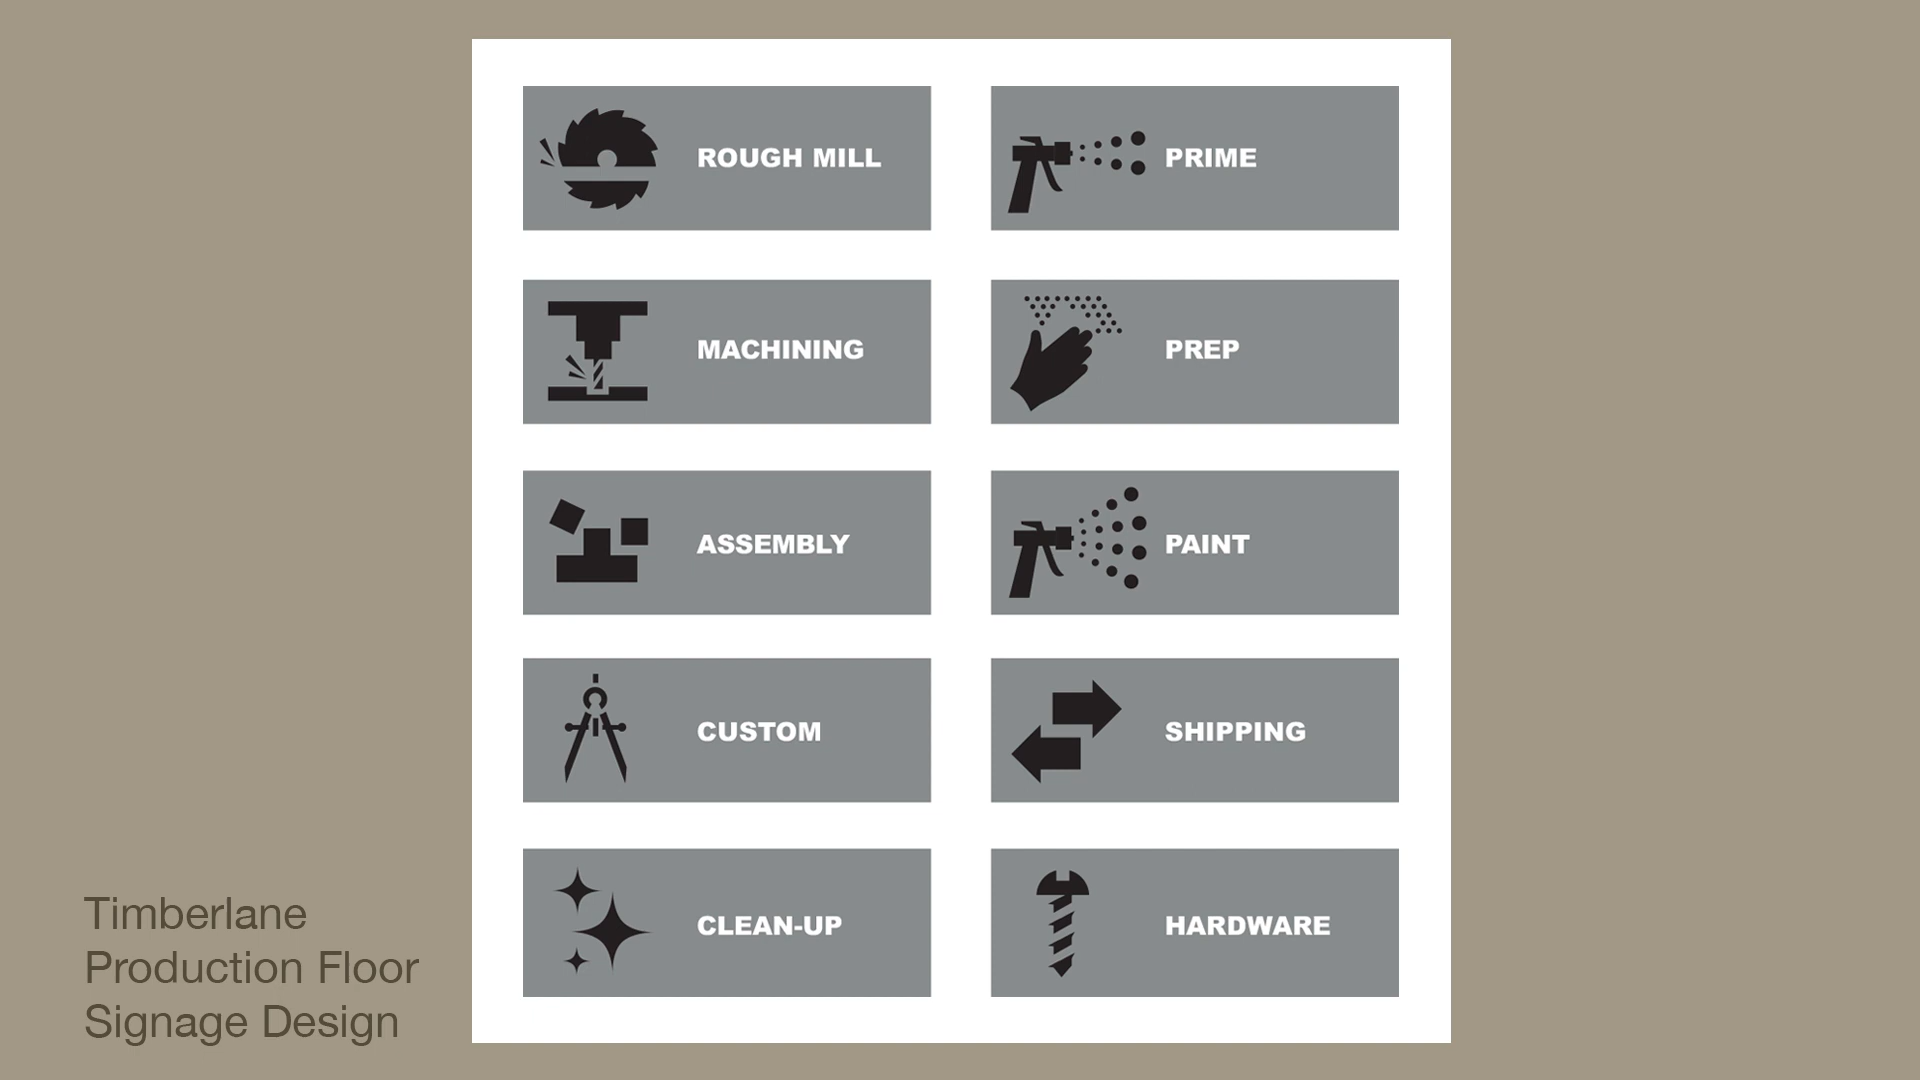 ROUGH MILL
PRIME
MACHINING
PREP
ASSEMBLY
PAINT
CUSTOM
SHIPPING
CLEAN-UP
HARDWARE
Timberlane
Production Floor
Signage Design